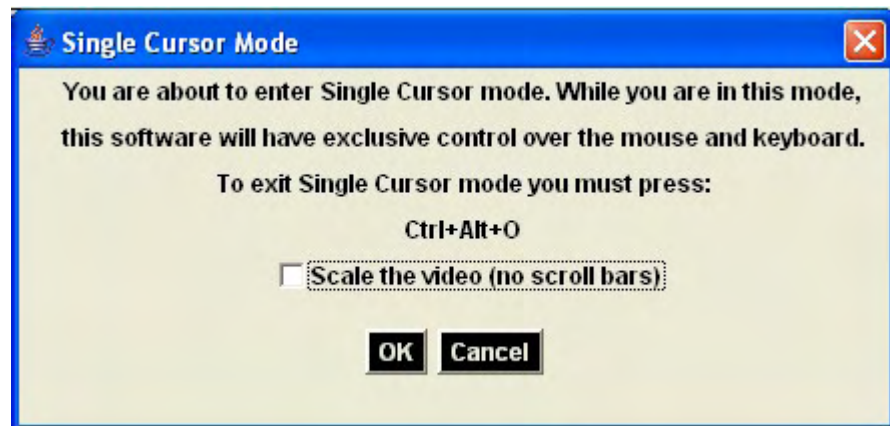 Single Cursor Mode
You are about to enter Single Cursor mode. While you are in this mode,
this software will have exclusive control over the mouse and keyboard.
To exit Single Cursor mode you must press:
Ctrl+Alt+O
Scale the video (no scroll bars)
OK Cancel